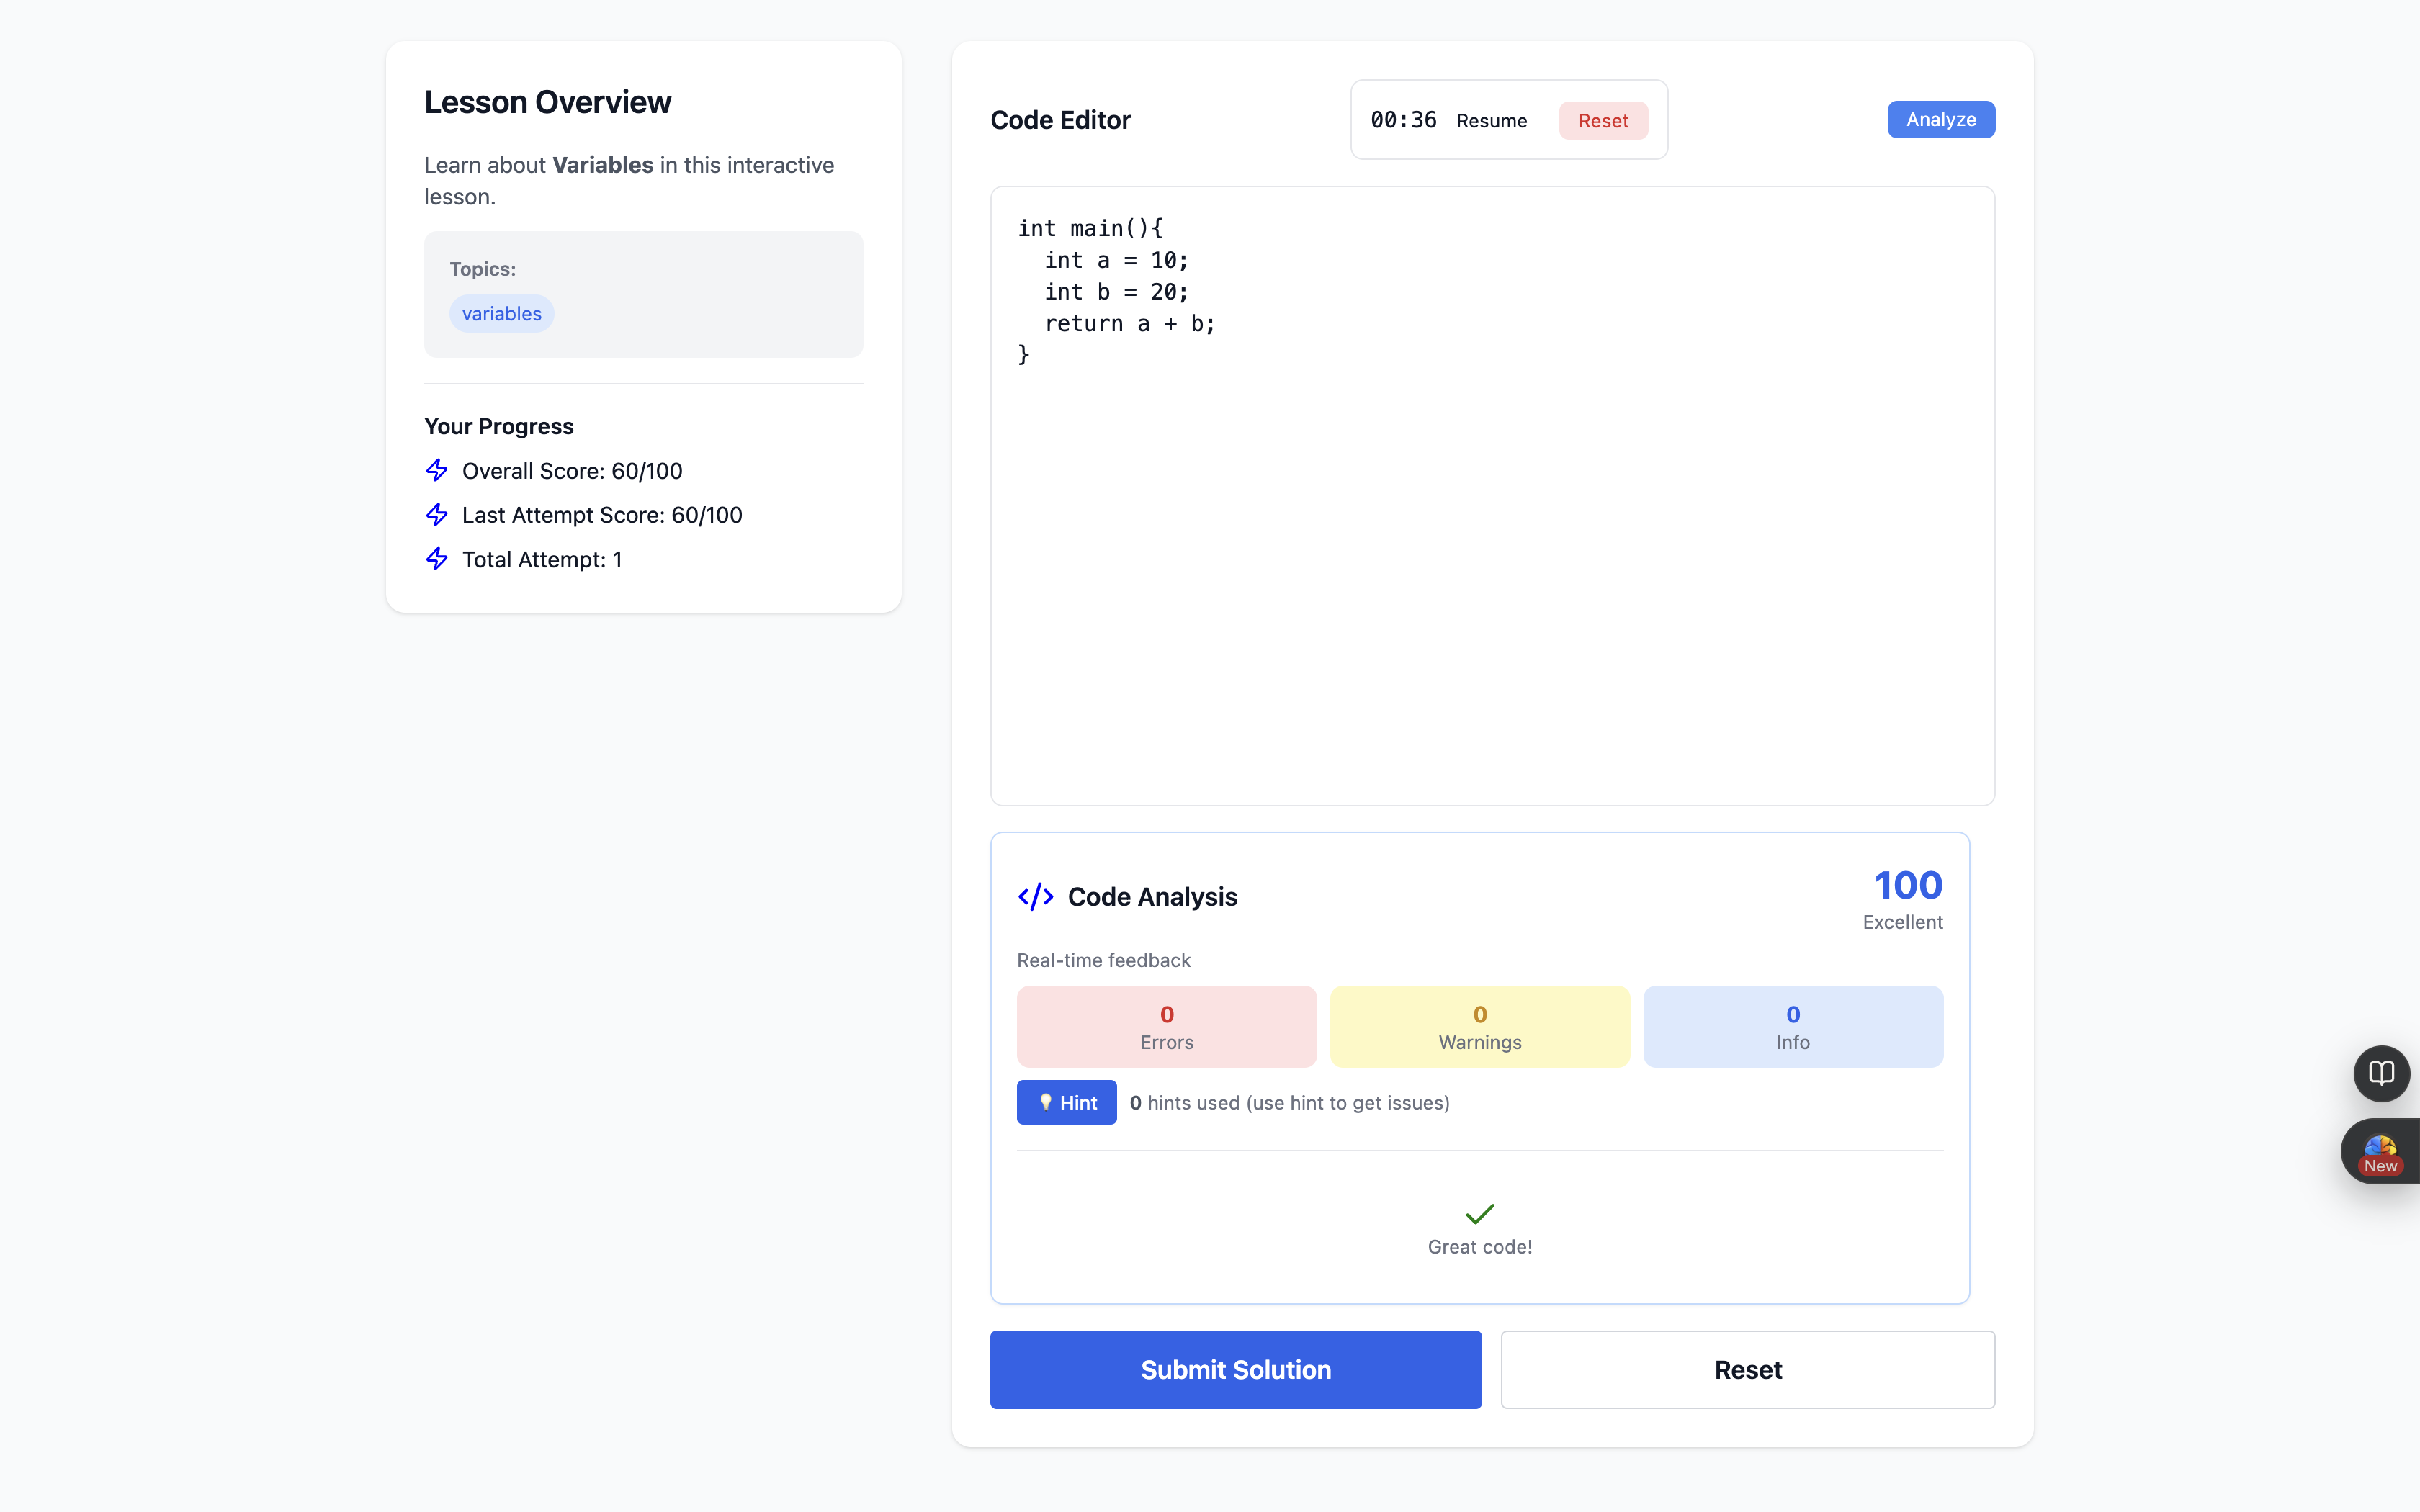 Lesson Overview
Learn about Variables in this interactive
lesson.
Topics:
variables
Your Progress
Overall Score: 60/100
Last Attempt Score: 60/100
Total Attempt: 1
Code Editor
00:36 Resume Reset
Analyze
int main(){
  int a = 10;
  int b = 20;
  return a + b;
}
</> Code Analysis
100
Excellent
Real-time feedback
0
Errors
0
Warnings
0
Info
Hint
0 hints used (use hint to get issues)
Great code!
Submit Solution
Reset
New